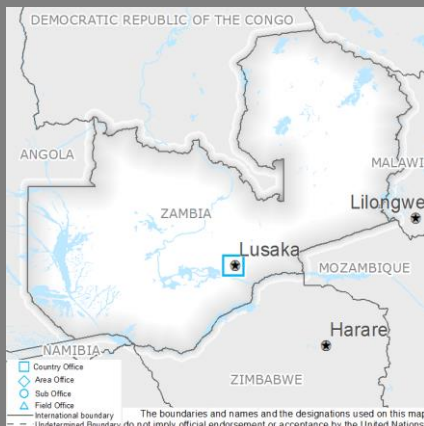 DEMOCRATIC REPUBLIC OF THE CONGO
ANGOLA
MALAWI
ZAMBIA
Lilongwe
Lusaka
MOZAMBIQUE
Harare
NAMIBIA
ZIMBABWE
Country Office
Area Office
Sub Office
Field Office
International boundary
Undetermined Boundary
The boundaries and names and the designations used on this map
do not imply official endorsement or acceptance by the United Nations.